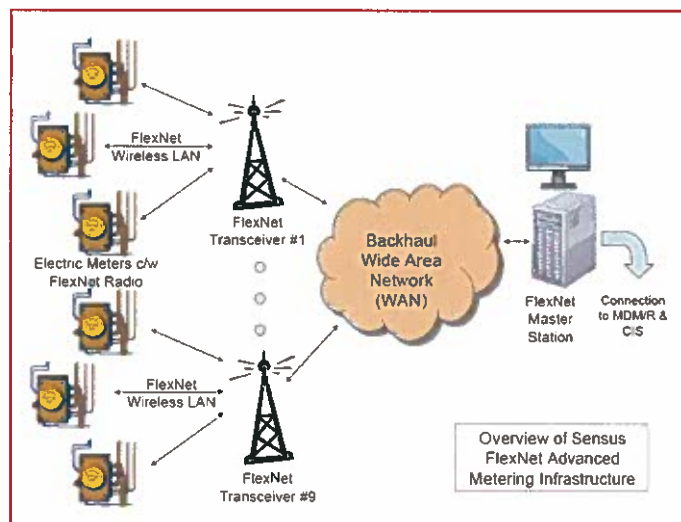 FlexNet
Wireless LAN
FlexNet
Transceiver #1
Electric Meters c/w
FlexNet Radio
Backhaul
Wide Area
Network
(WAN)
FlexNet
Master
Station
Connection
to MDM/R &
CIS
FlexNet
Wireless LAN
FlexNet
Transceiver #9
Overview of Sensus
FlexNet Advanced
Metering Infrastructure